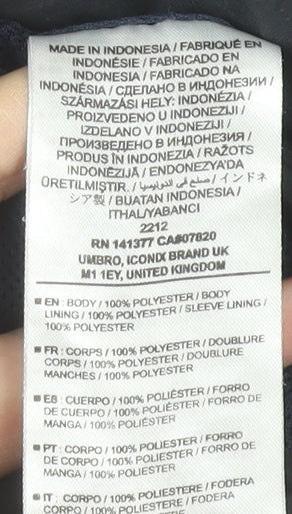 MADE IN INDONESIA / FABRIQUÉ EN
INDONÉSIE / FABRICADO EN
INDONESIA / FABRICADO NA
INDONÉSIA / СДЕЛАНО В ИНДОНЕЗИИ /
SZÁRMAZÁSI HELY: INDONÉZIA /
PROIZVEDENO U INDONEZIJI /
IZDELANO V INDONEZIJI /
ПРОИЗВЕДЕНО В ИНДОНЕЗИЯ /
PRODUS ÎN INDONEZIA / RAŽOTS
INDONĒZIJĀ / ENDONEZYA'DA
ÜRETILMIŞTIR. / صنع في اندونيسيا / インドネ
シア製 / BUATAN INDONESIA /
ITHAL/YABANCI
2212
RN 141377 CA#07820
UMBRO, ICONIX BRAND UK
M1 1EY, UNITED KINGDOM
EN : BODY / 100% POLYESTER / BODY
LINING / 100% POLYESTER / SLEEVE LINING /
100% POLYESTER
FR : CORPS / 100% POLYESTER / DOUBLURE
CORPS / 100% POLYESTER / DOUBLURE
MANCHES / 100% POLYESTER
ES : CUERPO / 100% POLIÉSTER / FORRO
DE CUERPO / 100% POLIÉSTER / FORRO DE
MANGA / 100% POLIÉSTER
PT : CORPO / 100% POLIÉSTER / FORRO
DE CORPO / 100% POLIÉSTER / FORRO DE
MANGA / 100% POLIÉSTER
IT : CORPO / 100% POLIESTERE / FODERA
CORPO / 100% POLIESTERE / FODERA